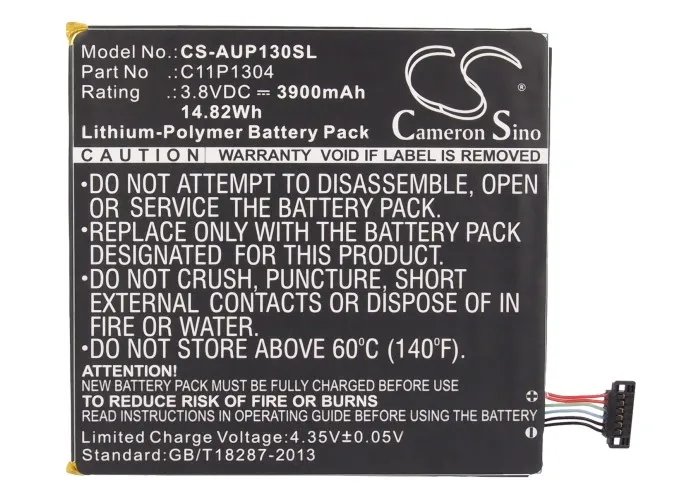 Model No.: CS-AUP130SL
Part No :C11P1304
Rating :3.8VDC ⎓ 3900mAh
14.82Wh
Lithium-Polymer Battery Pack
CS
Cameron Sino
CAUTION WARRANTY VOID IF LABEL IS REMOVED
•DO NOT ATTEMPT TO DISASSEMBLE, OPEN
OR SERVICE THE BATTERY PACK.
•REPLACE ONLY WITH THE BATTERY PACK
DESIGNATED FOR THIS PRODUCT.
•DO NOT CRUSH, PUNCTURE, SHORT
EXTERNAL CONTACTS OR DISPOSE OF IN
FIRE OR WATER.
•DO NOT STORE ABOVE 60°C (140°F).
ATTENTION!
NEW BATTERY PACK MUST BE FULLY CHARGED BEFORE USE
TO REDUCE RISK OF FIRE OR BURNS
READ INSTRUCTIONS IN OPERATING GUIDE BEFORE USING BATTERY
Limited Charge Voltage:4.35V±0.05V
Standard:GB/T18287-2013